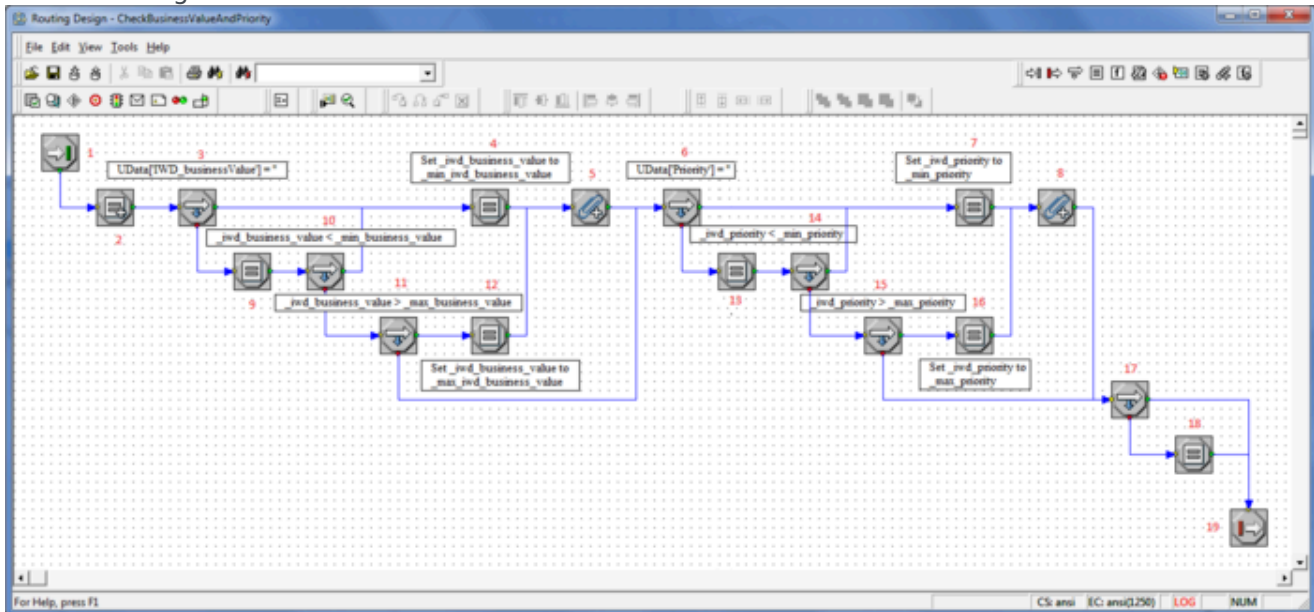 Routing Design - CheckBusinessValueAndPriority
File Edit View Tools Help
1
3
UData['IWD_businessValue'] = ''
4
Set _iwd_business_value to
_min_iwd_business_value
5
6
UData['Priority'] = ''
7
Set _iwd_priority to
_min_priority
8
2
10
_iwd_business_value < _min_business_value
14
_iwd_priority < _min_priority
9
11
12
_iwd_business_value > _max_business_value
13
15
_iwd_priority > _max_priority
16
Set _iwd_business_value to
_max_iwd_business_value
Set _iwd_priority to
_max_priority
17
18
19
For Help, press F1
CS: ansi
EC: ansi(1250)
LOG
NUM